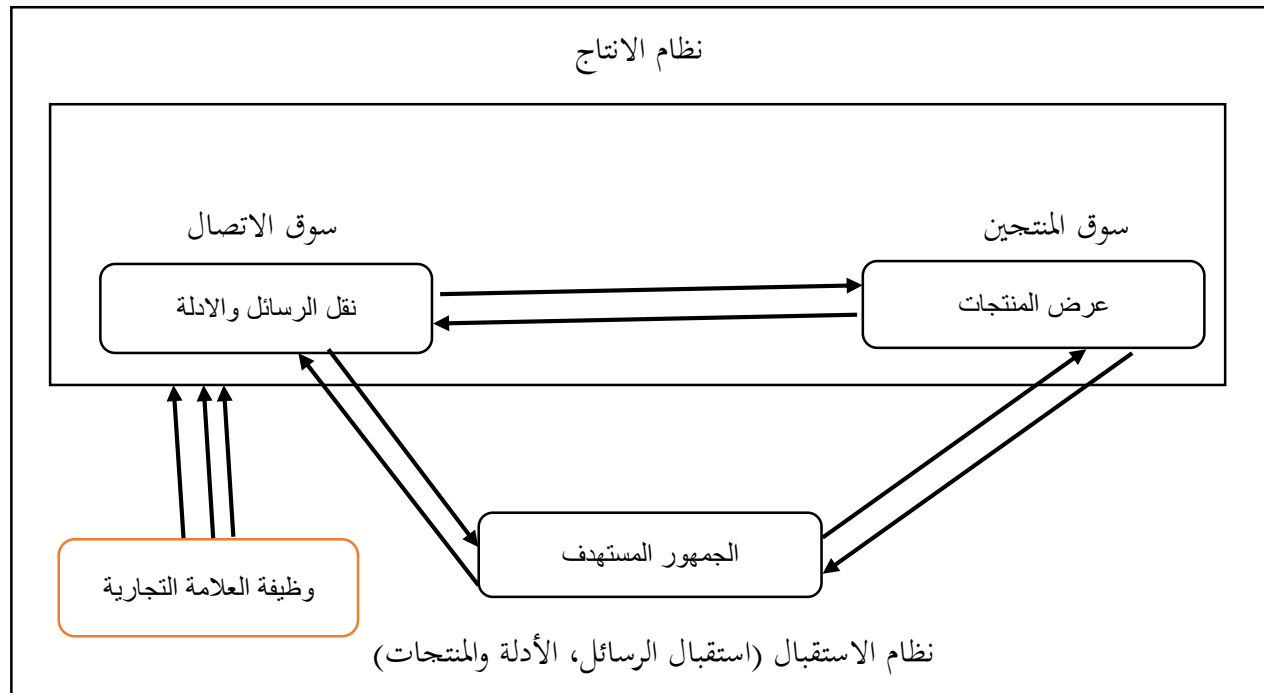 نظام الانتاج
سوق المنتجين
سوق الاتصال
عرض المنتجات
نقل الرسائل والادلة
الجمهور المستهدف
وظيفة العلامة التجارية
نظام الاستقبال (استقبال الرسائل، الأدلة والمنتجات)